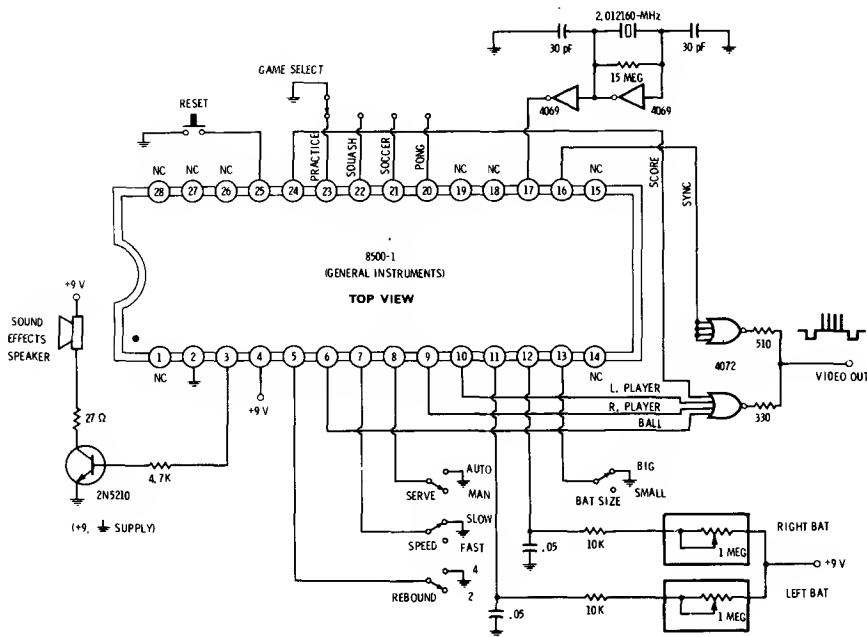 2.012160-MHz
30 pF
30 pF
15 MEG
4069
4069
GAME SELECT
RESET
PRACTICE
SQUASH
SOCCER
PONG
SCORE
SYNC
NC
NC
NC
NC
NC
NC
28
27
26
25
24
23
22
21
20
19
18
17
16
15
8500-1
(GENERAL INSTRUMENTS)
TOP VIEW
+9 V
SOUND
EFFECTS
SPEAKER
1
2
3
4
5
6
7
8
9
10
11
12
13
14
NC
NC
+9 V
510
4072
330
VIDEO OUT
L. PLAYER
R. PLAYER
BALL
27 Ω
4.7K
2N5210
(+9, SUPPLY)
AUTO
SERVE
MAN
BIG
BAT SIZE
SMALL
SLOW
SPEED
FAST
4
REBOUND
2
.05
10K
1 MEG
RIGHT BAT
+9 V
LEFT BAT
.05
10K
1 MEG